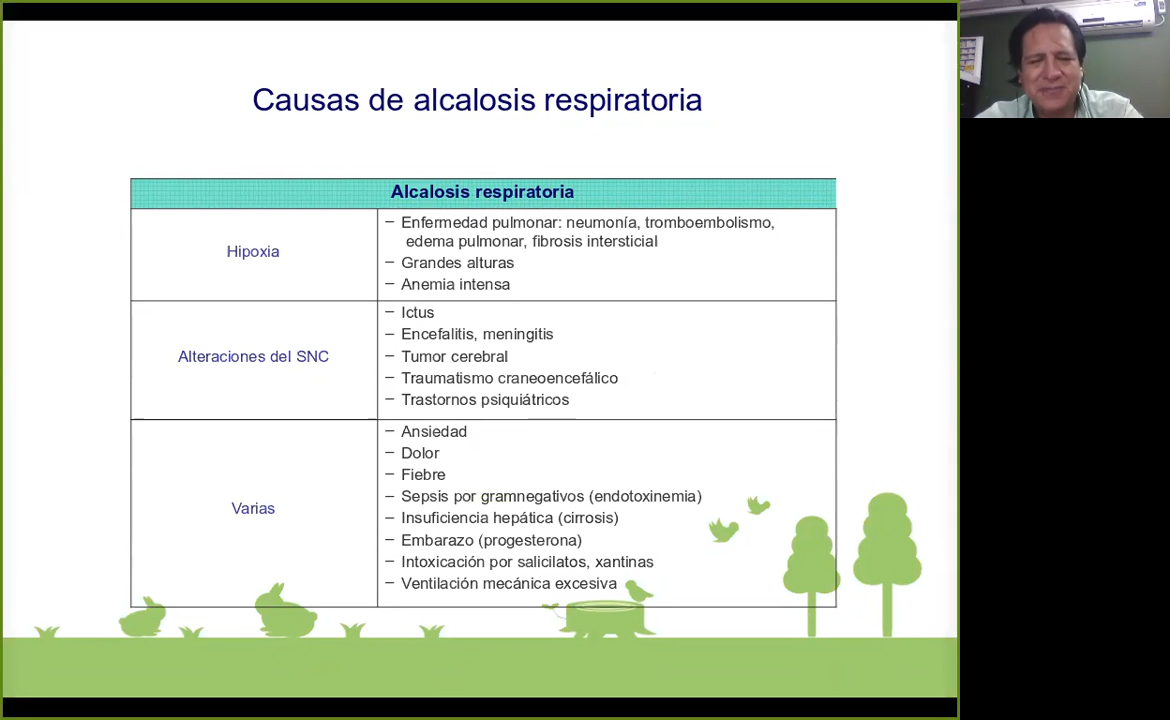 Causas de alcalosis respiratoria
Alcalosis respiratoria
Hipoxia
– Enfermedad pulmonar: neumonía, tromboembolismo,
edema pulmonar, fibrosis intersticial
– Grandes alturas
– Anemia intensa
Alteraciones del SNC
– Ictus
– Encefalitis, meningitis
– Tumor cerebral
– Traumatismo craneoencefálico
– Trastornos psiquiátricos
Varias
– Ansiedad
– Dolor
– Fiebre
– Sepsis por gramnegativos (endotoxinemia)
– Insuficiencia hepática (cirrosis)
– Embarazo (progesterona)
– Intoxicación por salicilatos, xantinas
– Ventilación mecánica excesiva